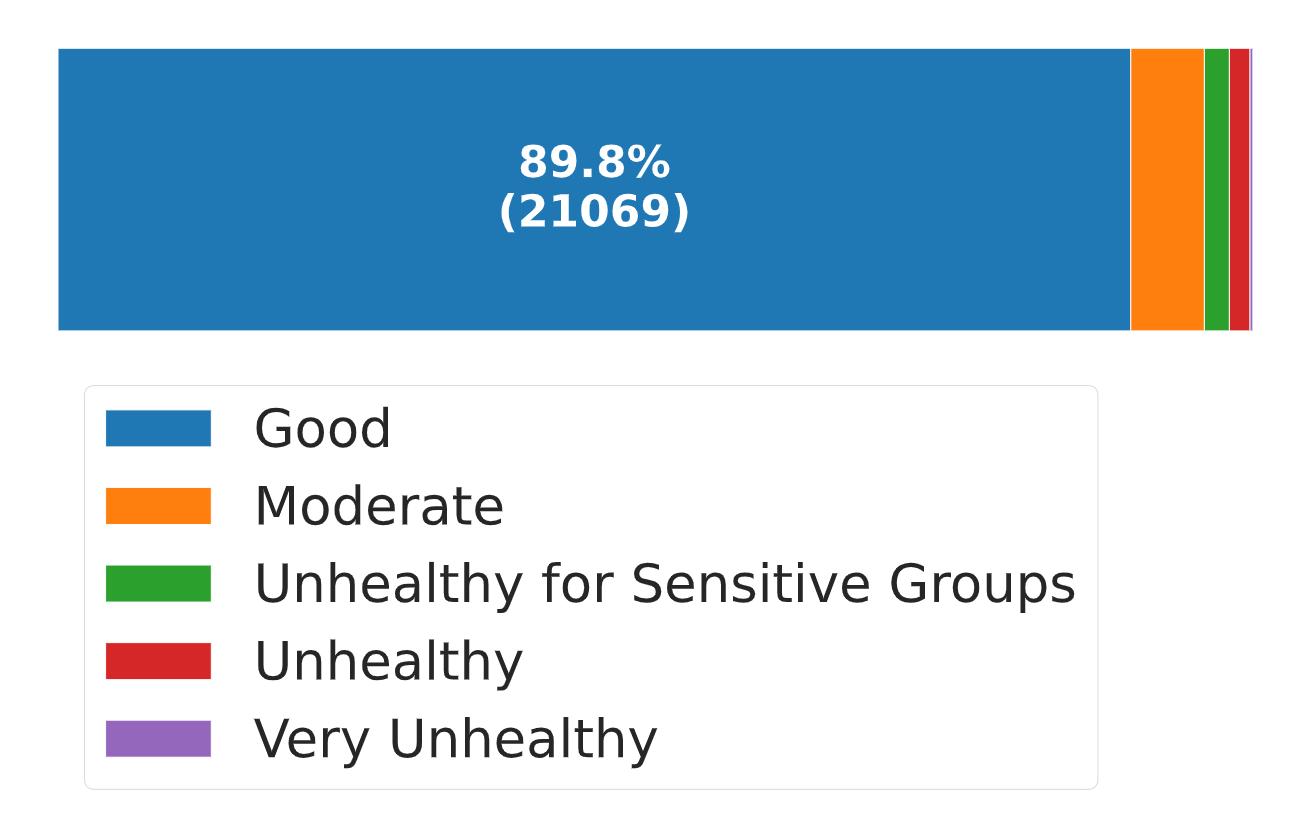 89.8%
(21069)
Good
Moderate
Unhealthy for Sensitive Groups
Unhealthy
Very Unhealthy